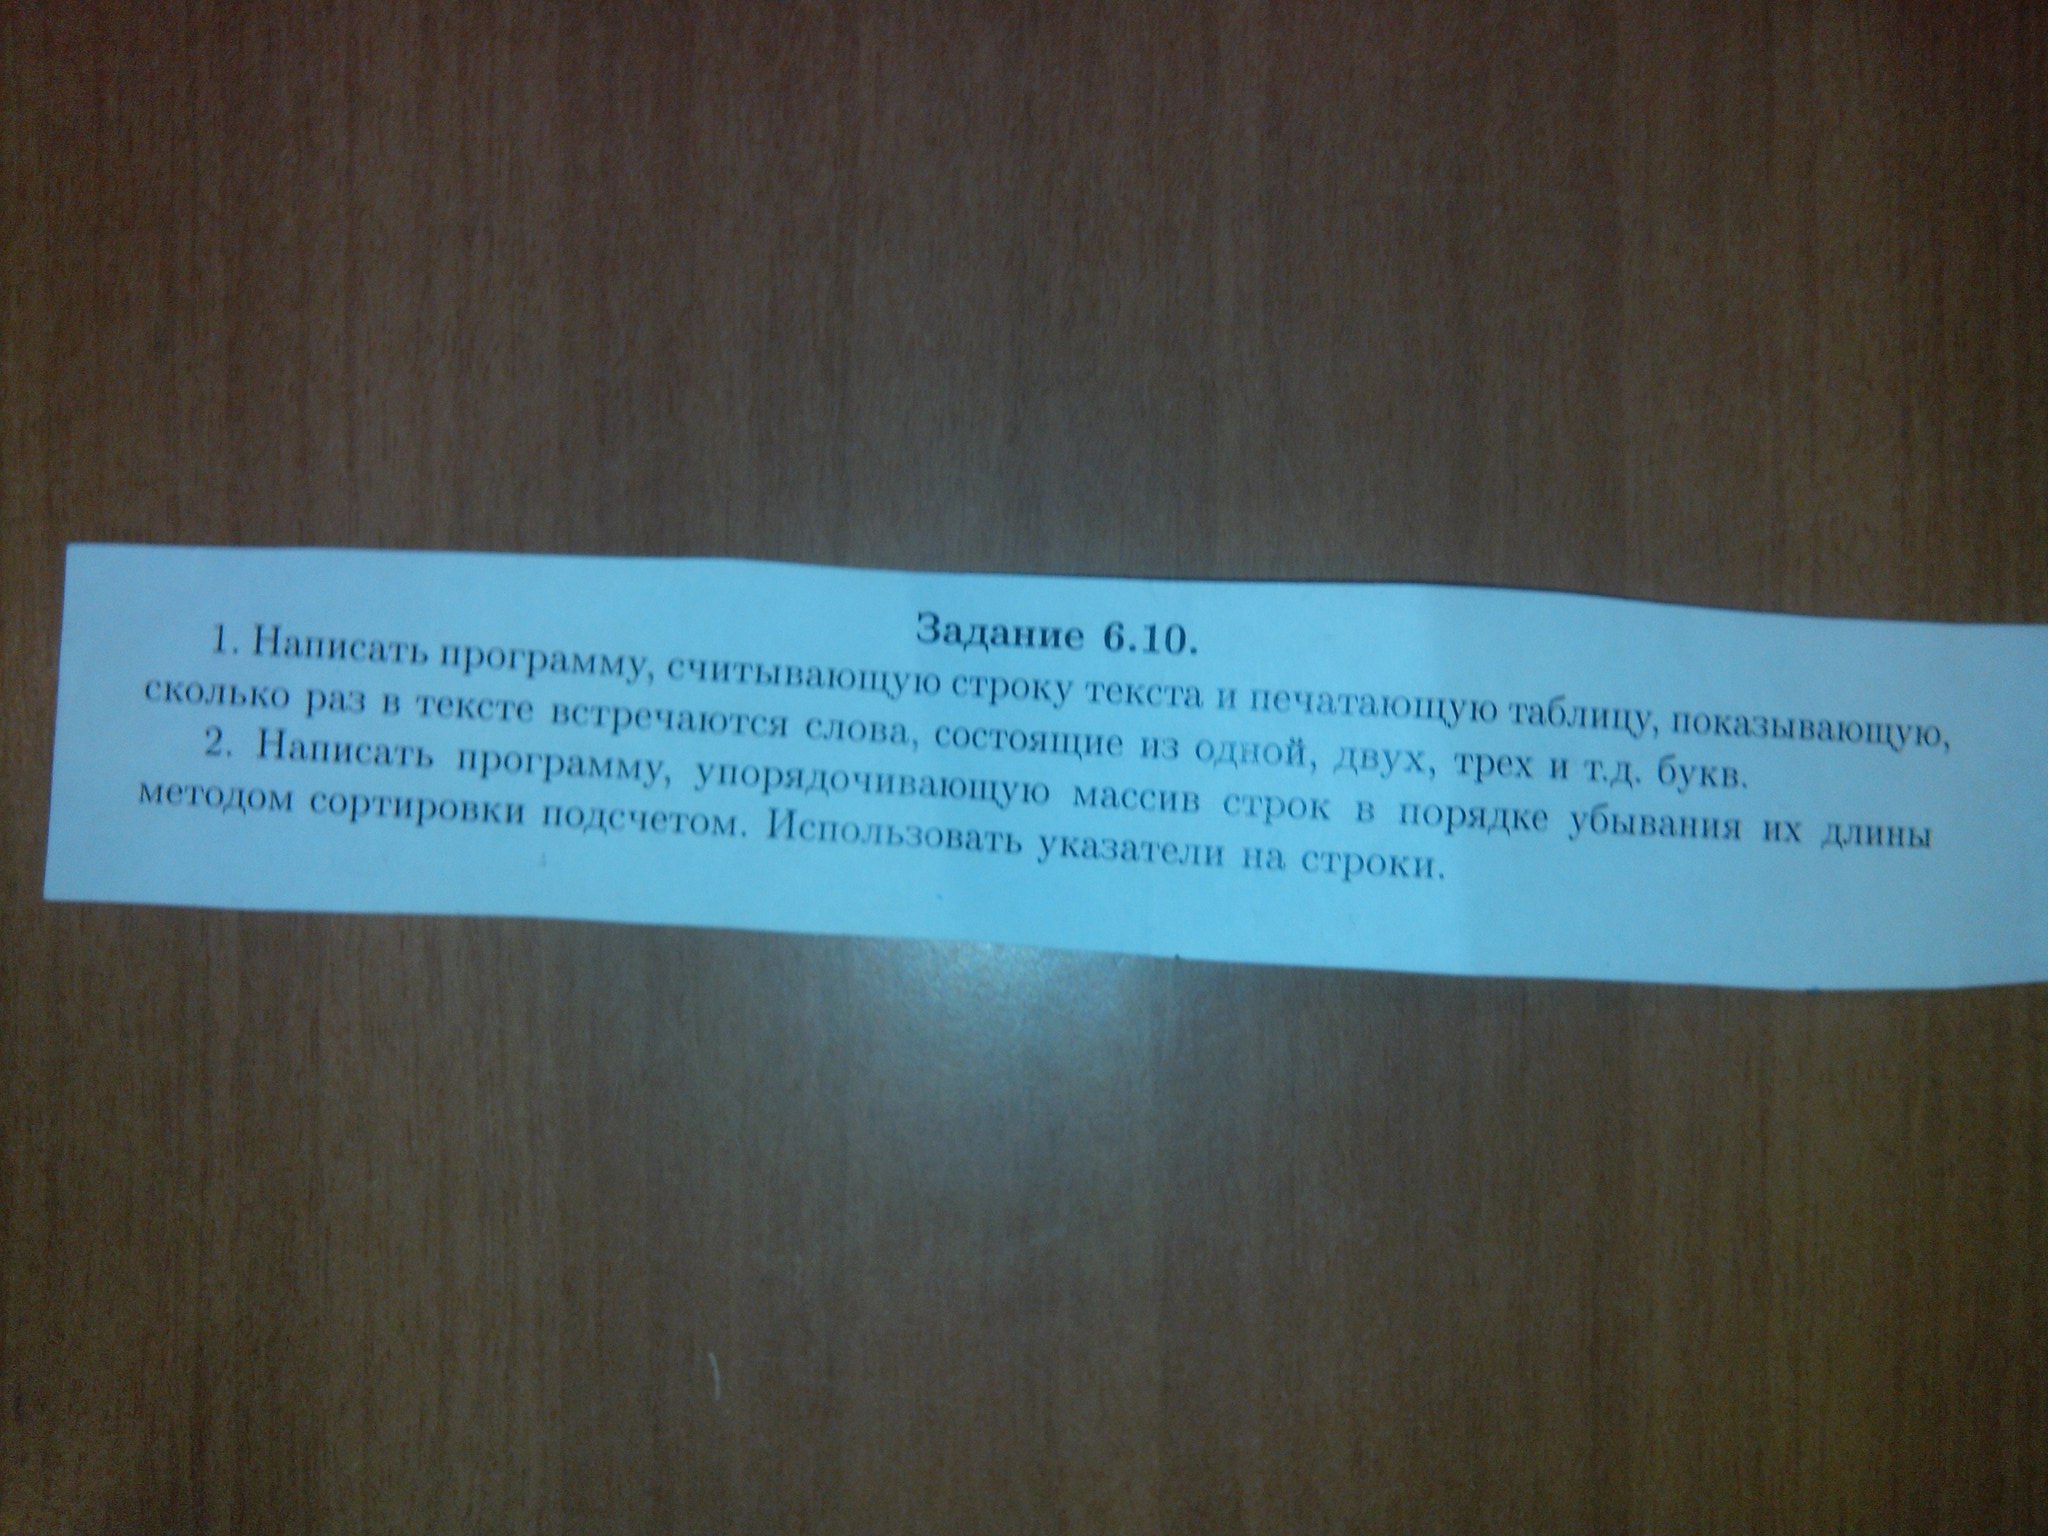 Задание 6.10.
1. Написать программу, считывающую строку текста и печатающую таблицу, показывающую,
сколько раз в тексте встречаются слова, состоящие из одной, двух, трех и т.д. букв.
2. Написать программу, упорядочивающую массив строк в порядке убывания их длины
методом сортировки подсчетом. Использовать указатели на строки.